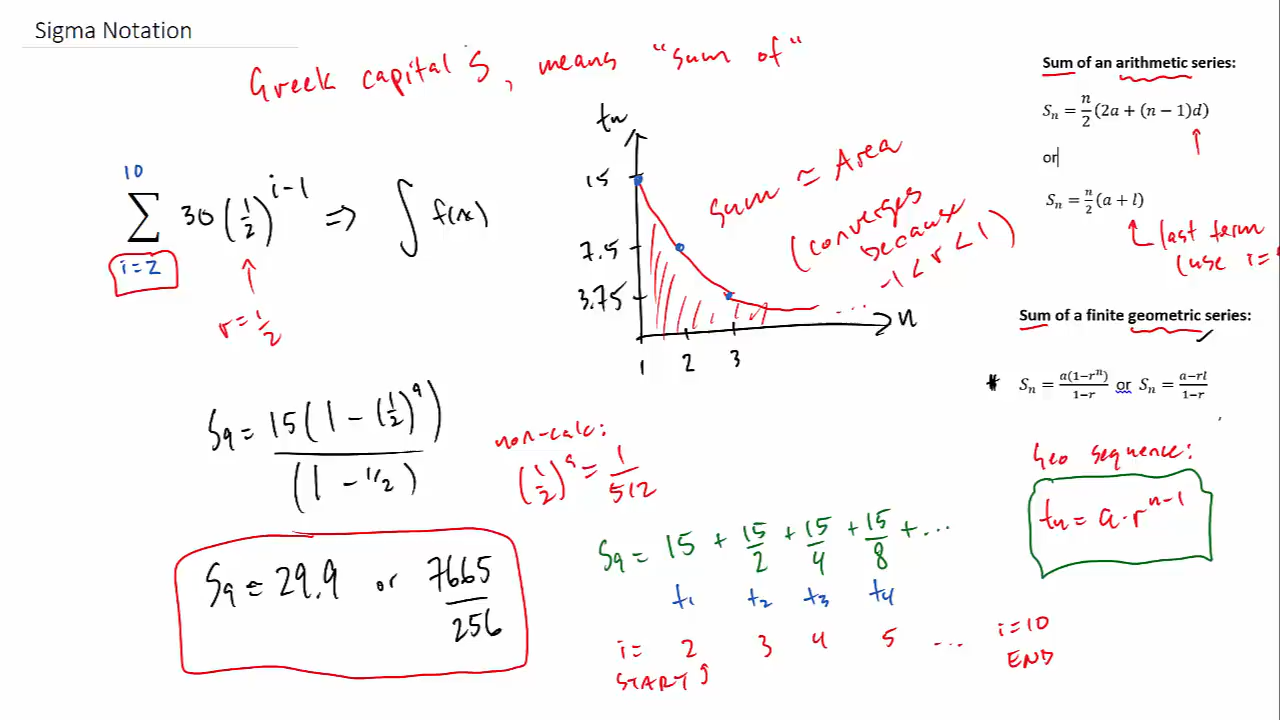 Sigma Notation
Greek capital S, means "sum of"
10
∑ 30(1/2)^{i-1} => ∫ f(x)
i=2
r=1/2
S₉ = 15(1-(1/2)^9) / (1-1/2)
non-calc:
(1/2)^9 = 1/512
S₉ = 29.9 or 7665/256
tn
15
7.5
3.75
1 2 3
n
...
Sum ≃ Area
(converges
because
-1<r<1)
S₉ = 15 + 15/2 + 15/4 + 15/8 + ...
t₁ t₂ t₃ t₄
i= 2 3 4 5 ... i=10
START END
Sum of an arithmetic series:
Sₙ = n/2(2a + (n − 1)d)
or
Sₙ = n/2(a + l)
last term
(use i=
Sum of a finite geometric series:
* Sₙ = a(1−rⁿ)/1−r or Sₙ = a−rl/1−r
Geo sequence:
tn = a·r^{n-1}